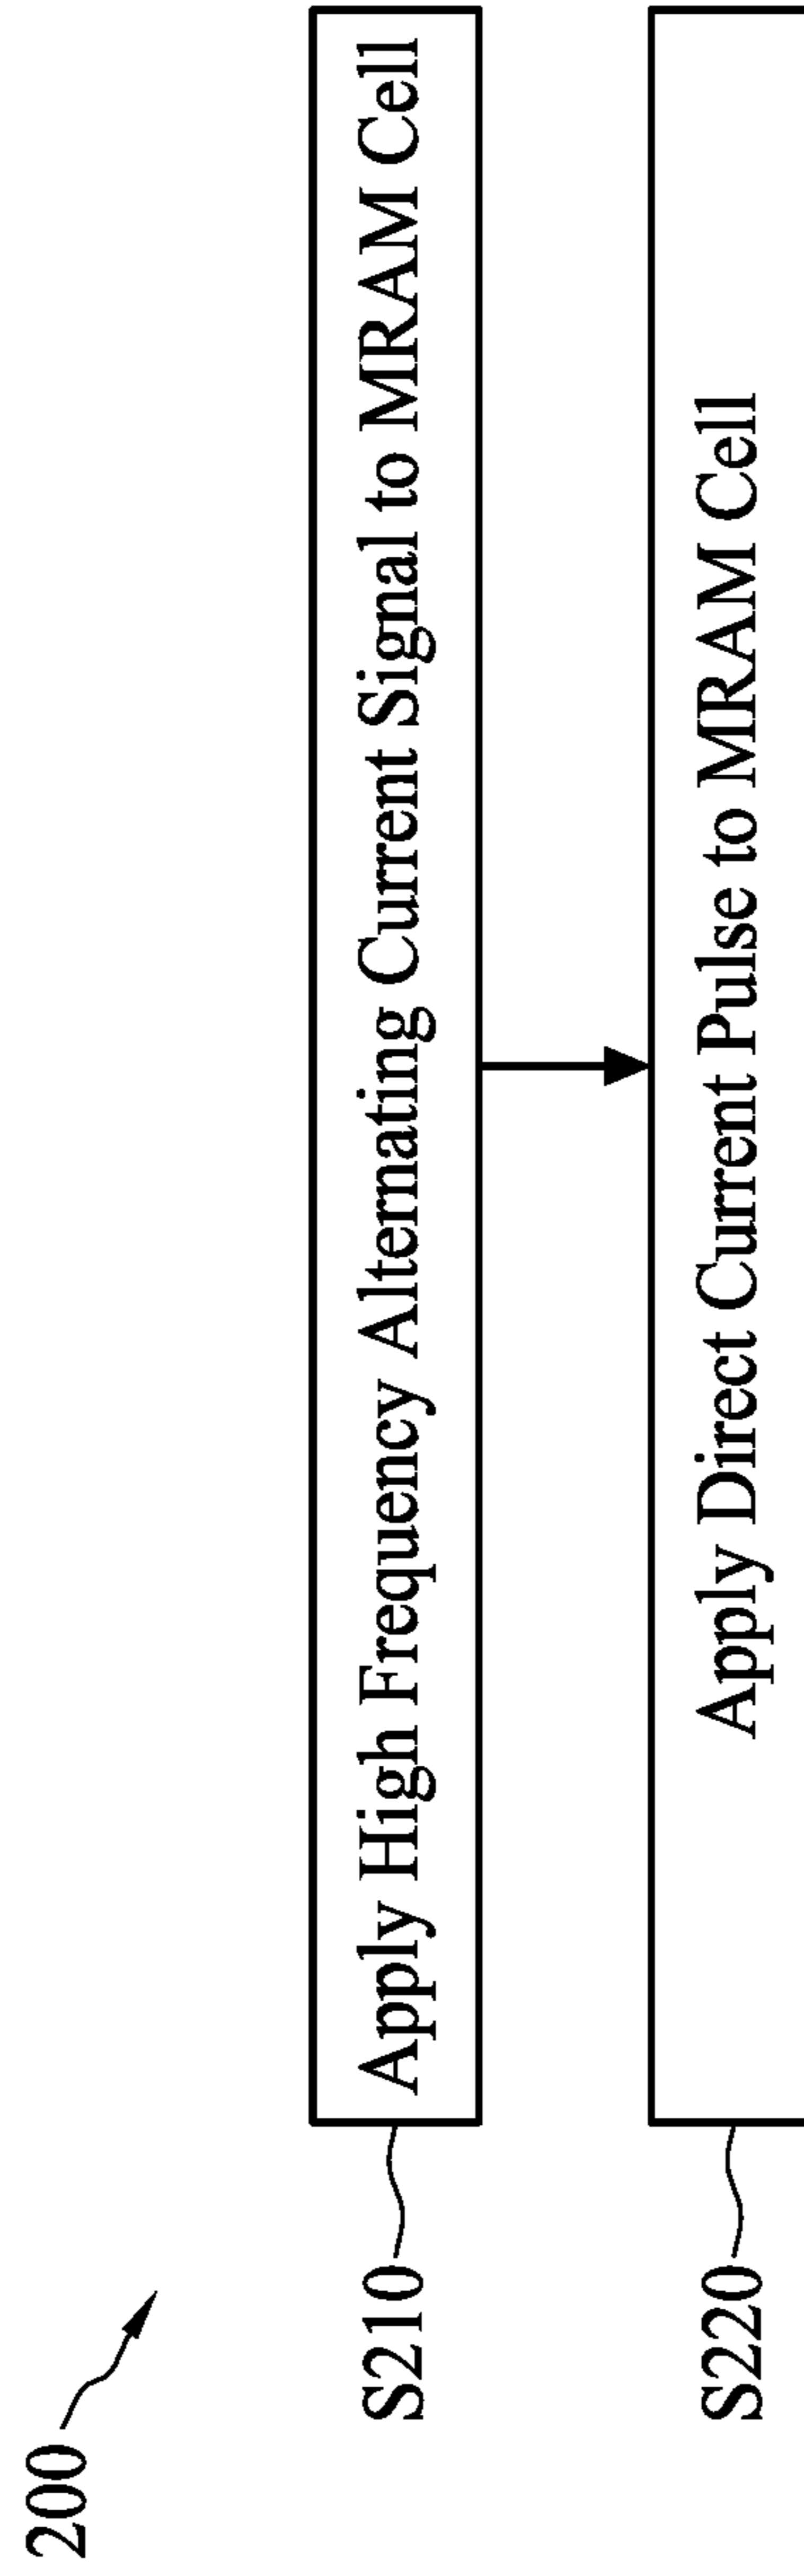 200
S210
Apply High Frequency Alternating Current Signal to MRAM Cell
S220
Apply Direct Current Pulse to MRAM Cell